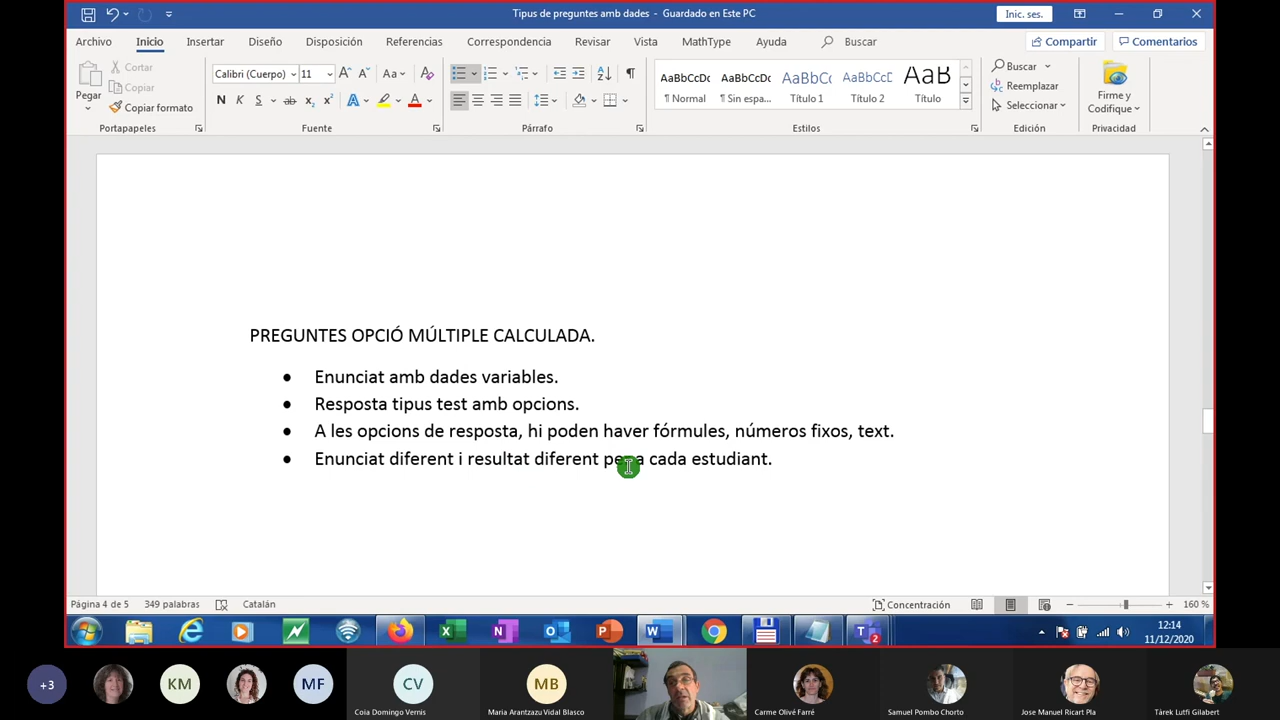 Tipus de preguntes amb dades - Guardado en Este PC
Inic. ses.
Archivo Inicio Insertar Diseño Disposición Referencias Correspondencia Revisar Vista MathType Ayuda Buscar
Compartir Comentarios
Pegar
Cortar
Copiar
Copiar formato
Portapapeles
Calibri (Cuerpo) 11
Fuente
Párrafo
AaBbCcDc AaBbCcDc AaBbCc AaBbCcD AaB
¶ Normal ¶ Sin espa... Título 1 Título 2 Título
Estilos
Buscar
Reemplazar
Seleccionar
Edición
Firme y
Codifique
Privacidad
PREGUNTES OPCIÓ MÚLTIPLE CALCULADA.
• Enunciat amb dades variables.
• Resposta tipus test amb opcions.
• A les opcions de resposta, hi poden haver fórmules, números fixos, text.
• Enunciat diferent i resultat diferent per a cada estudiant.
Página 4 de 5 349 palabras Catalán
Concentración 160 %
12:14
11/12/2020
+3 KM MF CV MB
Coia Domingo Vernis
Maria Arantzazu Vidal Blasco
Carme Olivé Farré
Samuel Pombo Chorto
Jose Manuel Ricart Pla
Tárek Lutfi Gilabert